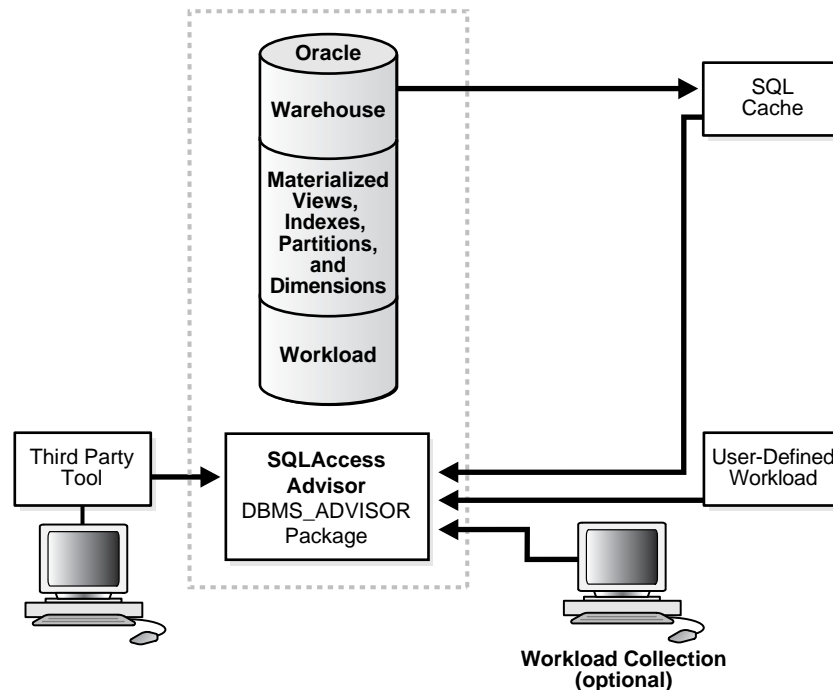 Oracle
Warehouse
Materialized
Views,
Indexes,
Partitions,
and
Dimensions
Workload
SQL
Cache
Third Party
Tool
SQLAccess
Advisor
DBMS_ADVISOR
Package
User-Defined
Workload
Workload Collection
(optional)